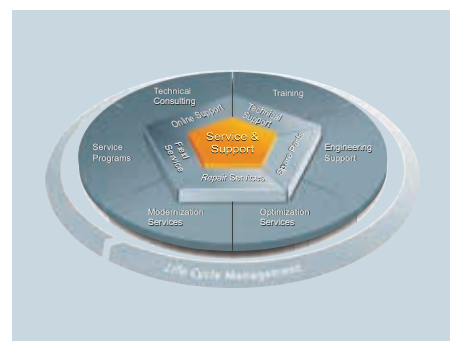 Technical
Consulting
Training
Online Support
Technical
Support
Service &
Support
Service
Programs
Field
Service
Spare Parts
Engineering
Support
Repair Services
Modernization
Services
Optimization
Services
Life Cycle Management